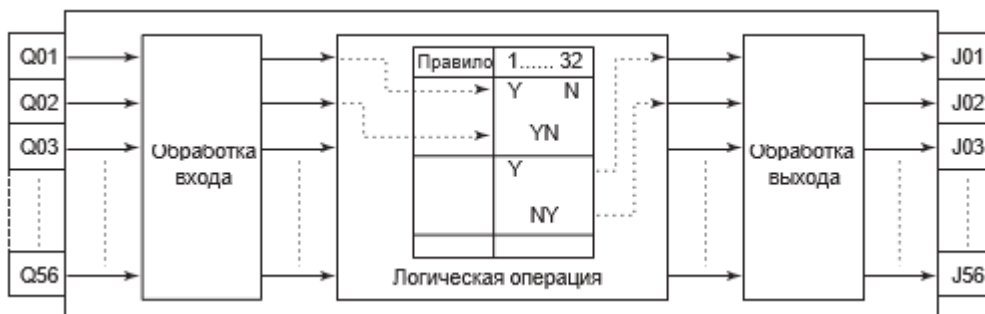 Q01
Q02
Q03
Q56
Обработка
входа
Правило 1...... 32
Y N
YN
Y
NY
Логическая операция
Обработка
выхода
J01
J02
J03
J56